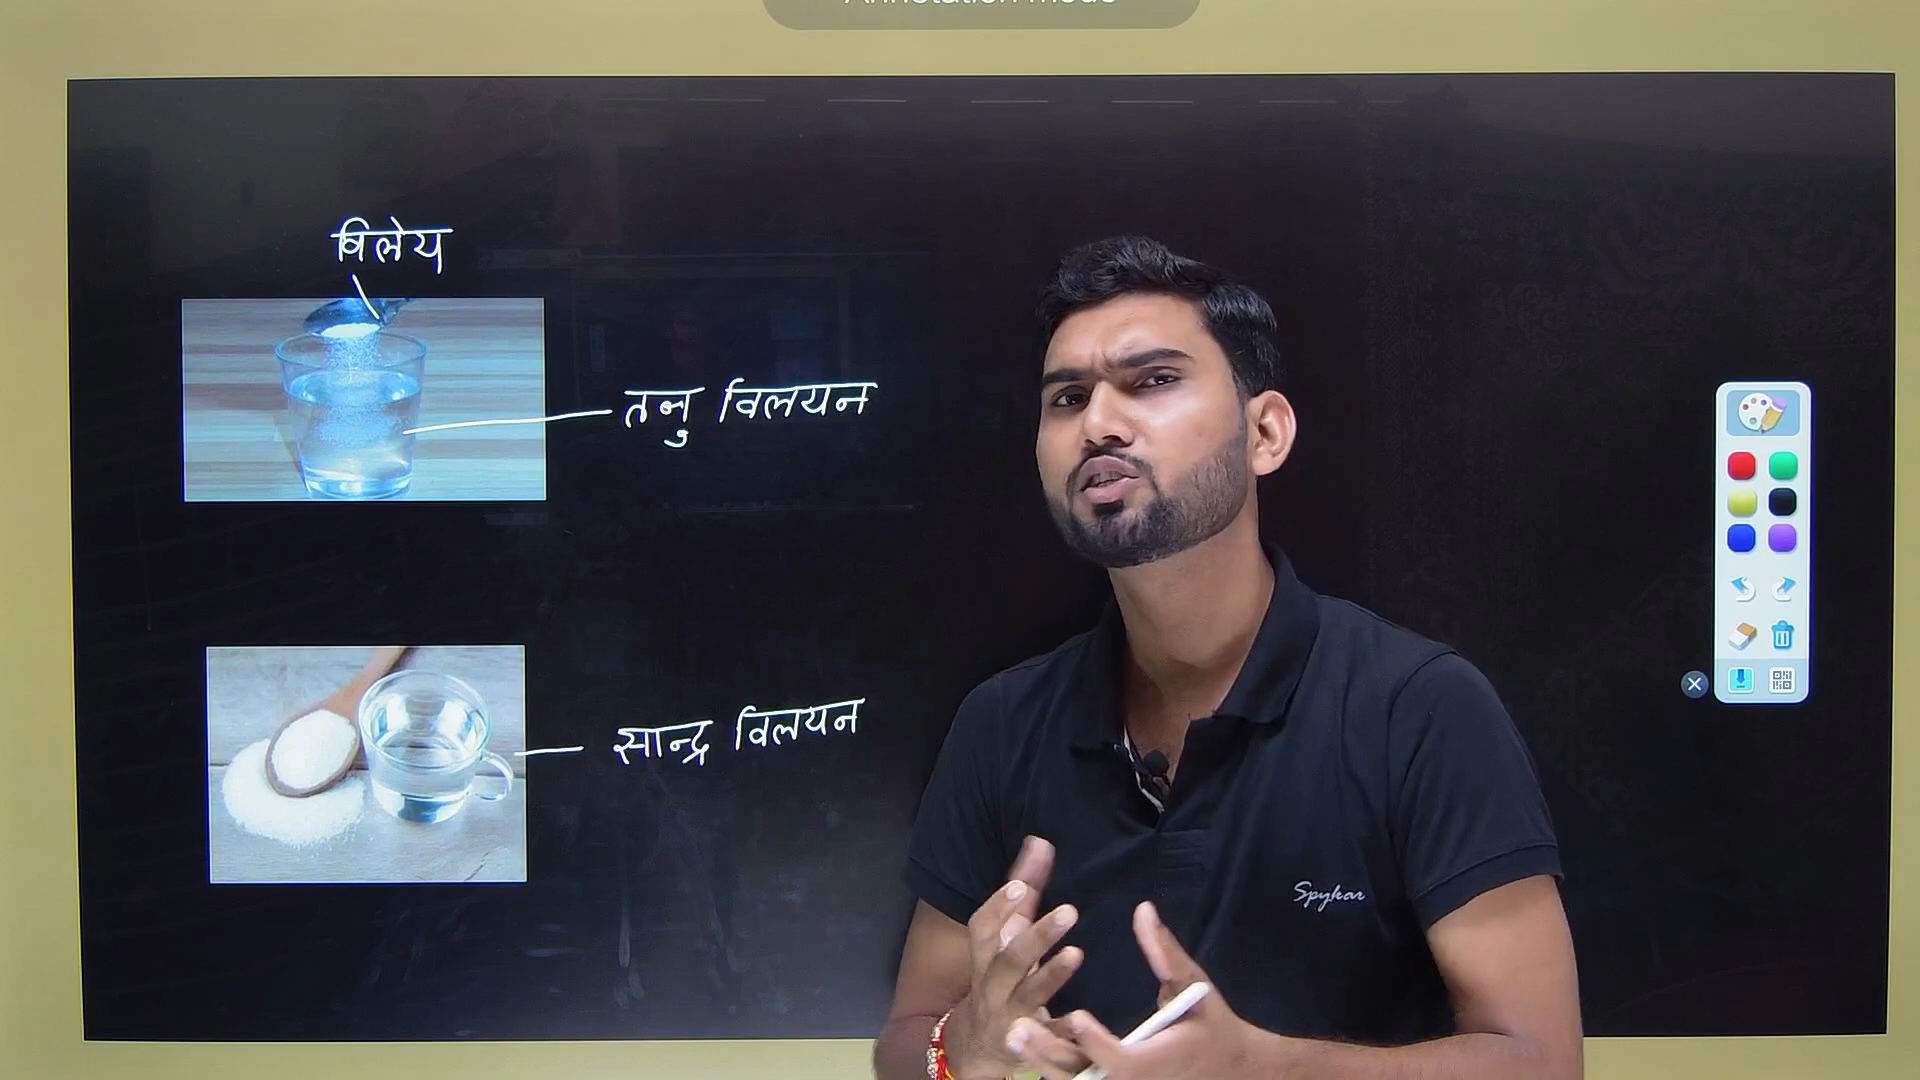 विलेय
तनु विलयन
सान्द्र विलयन
Spykar